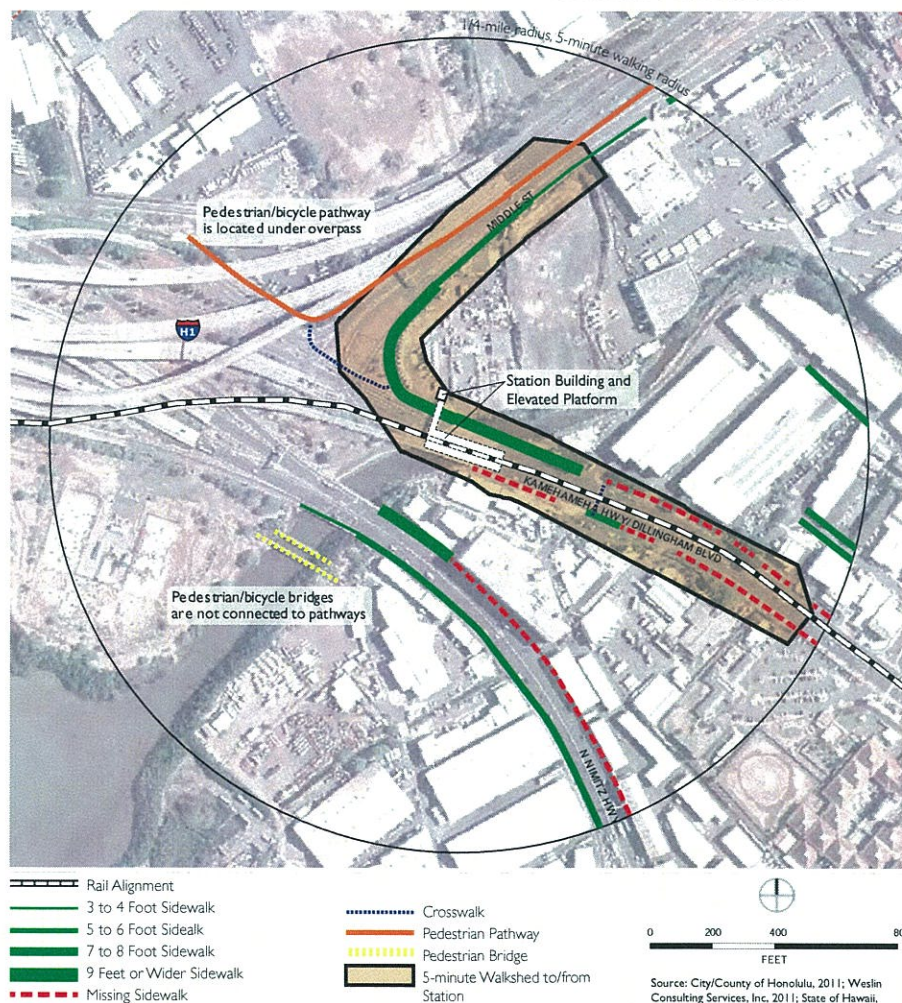 1/4-mile radius, 5-minute walking radius
Pedestrian/bicycle pathway
is located under overpass
MIDDLE ST
H1
Station Building and
Elevated Platform
KAMEHAMEHA HWY/DILLINGHAM BLVD
Pedestrian/bicycle bridges
are not connected to pathways
N NIMITZ HWY
Rail Alignment
3 to 4 Foot Sidewalk
5 to 6 Foot Sidealk
7 to 8 Foot Sidewalk
9 Feet or Wider Sidewalk
Missing Sidewalk
Crosswalk
Pedestrian Pathway
Pedestrian Bridge
5-minute Walkshed to/from
Station
0 200 400 80
FEET
Source: City/County of Honolulu, 2011; Weslin
Consulting Services, Inc. 2011; State of Hawaii,